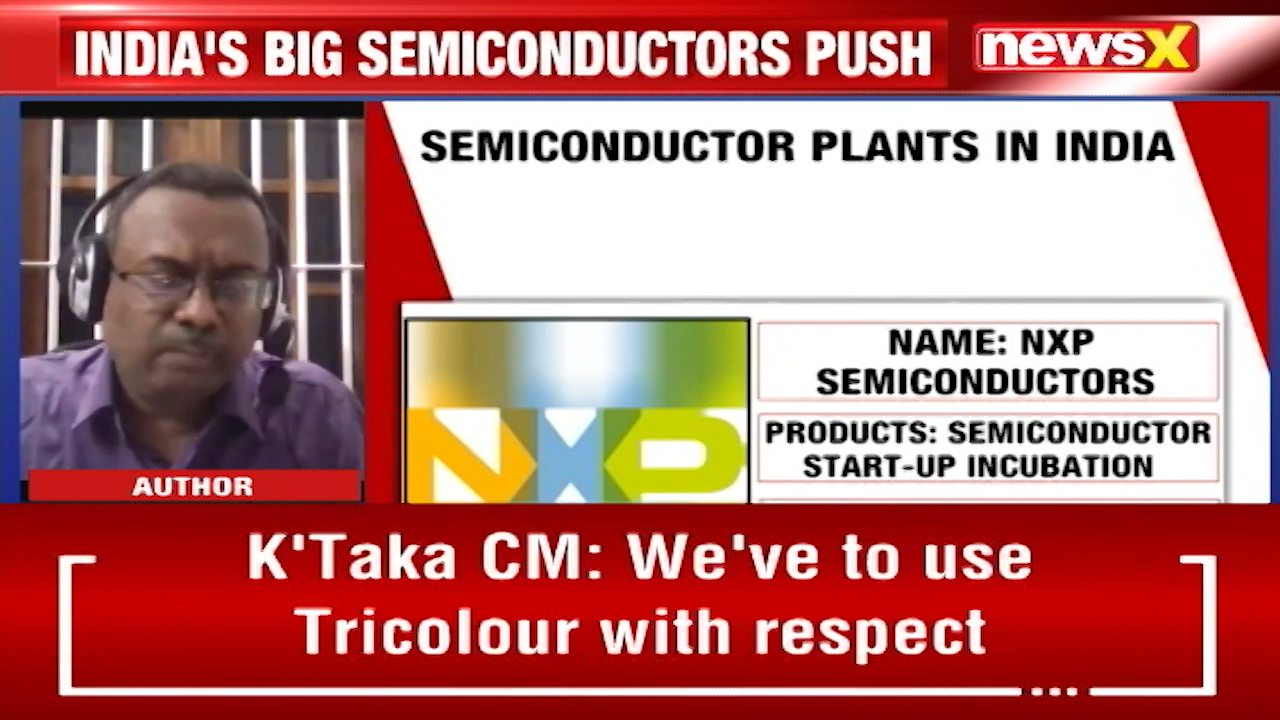 INDIA'S BIG SEMICONDUCTORS PUSH
newsX
SEMICONDUCTOR PLANTS IN INDIA
NXP
NAME: NXP
SEMICONDUCTORS
PRODUCTS: SEMICONDUCTOR
START-UP INCUBATION
AUTHOR
K'Taka CM: We've to use
Tricolour with respect